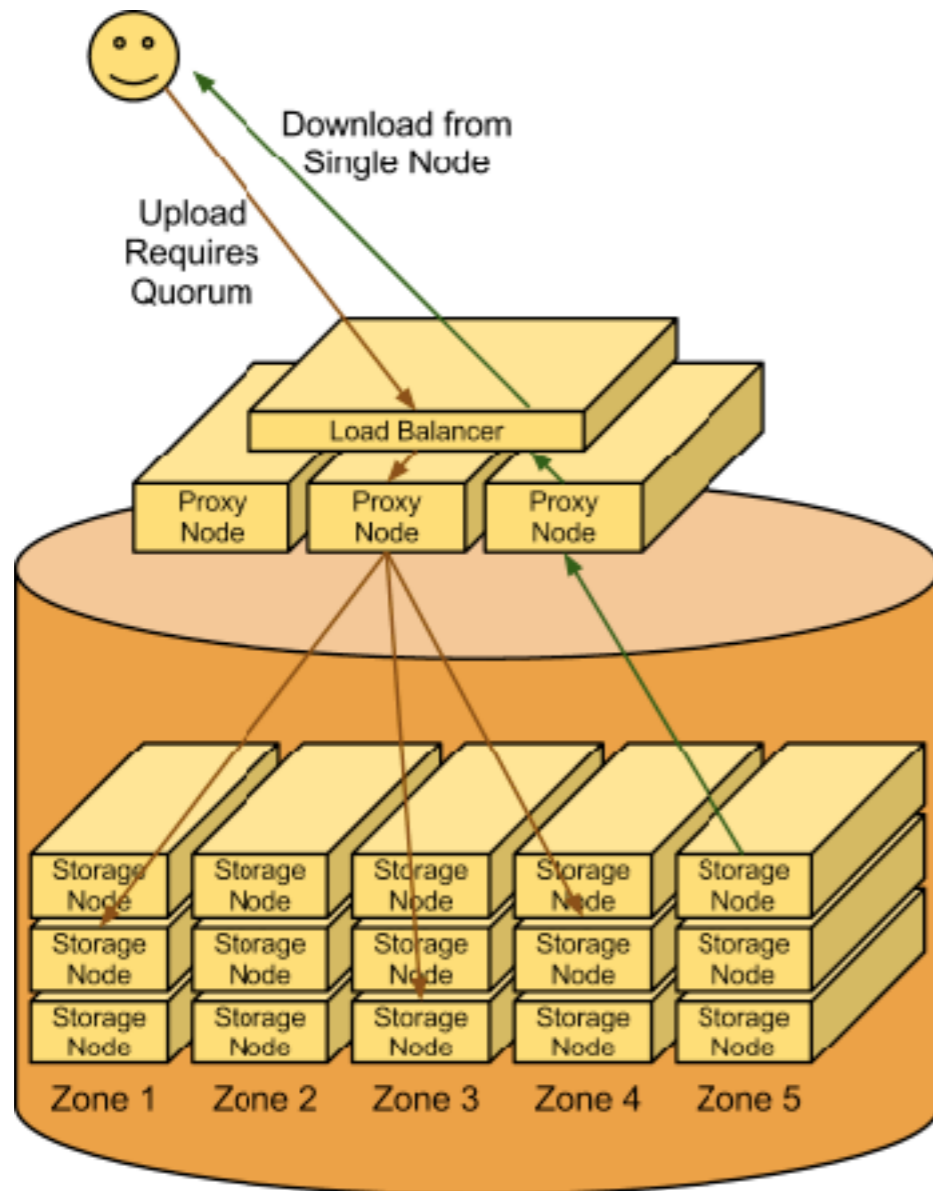 Download from
Single Node
Upload
Requires
Quorum
Load Balancer
Proxy
Node
Proxy
Node
Proxy
Node
Storage
Node
Storage
Node
Storage
Node
Storage
Node
Storage
Node
Storage
Node
Storage
Node
Storage
Node
Storage
Node
Storage
Node
Storage
Node
Storage
Node
Storage
Node
Storage
Node
Storage
Node
Zone 1
Zone 2
Zone 3
Zone 4
Zone 5